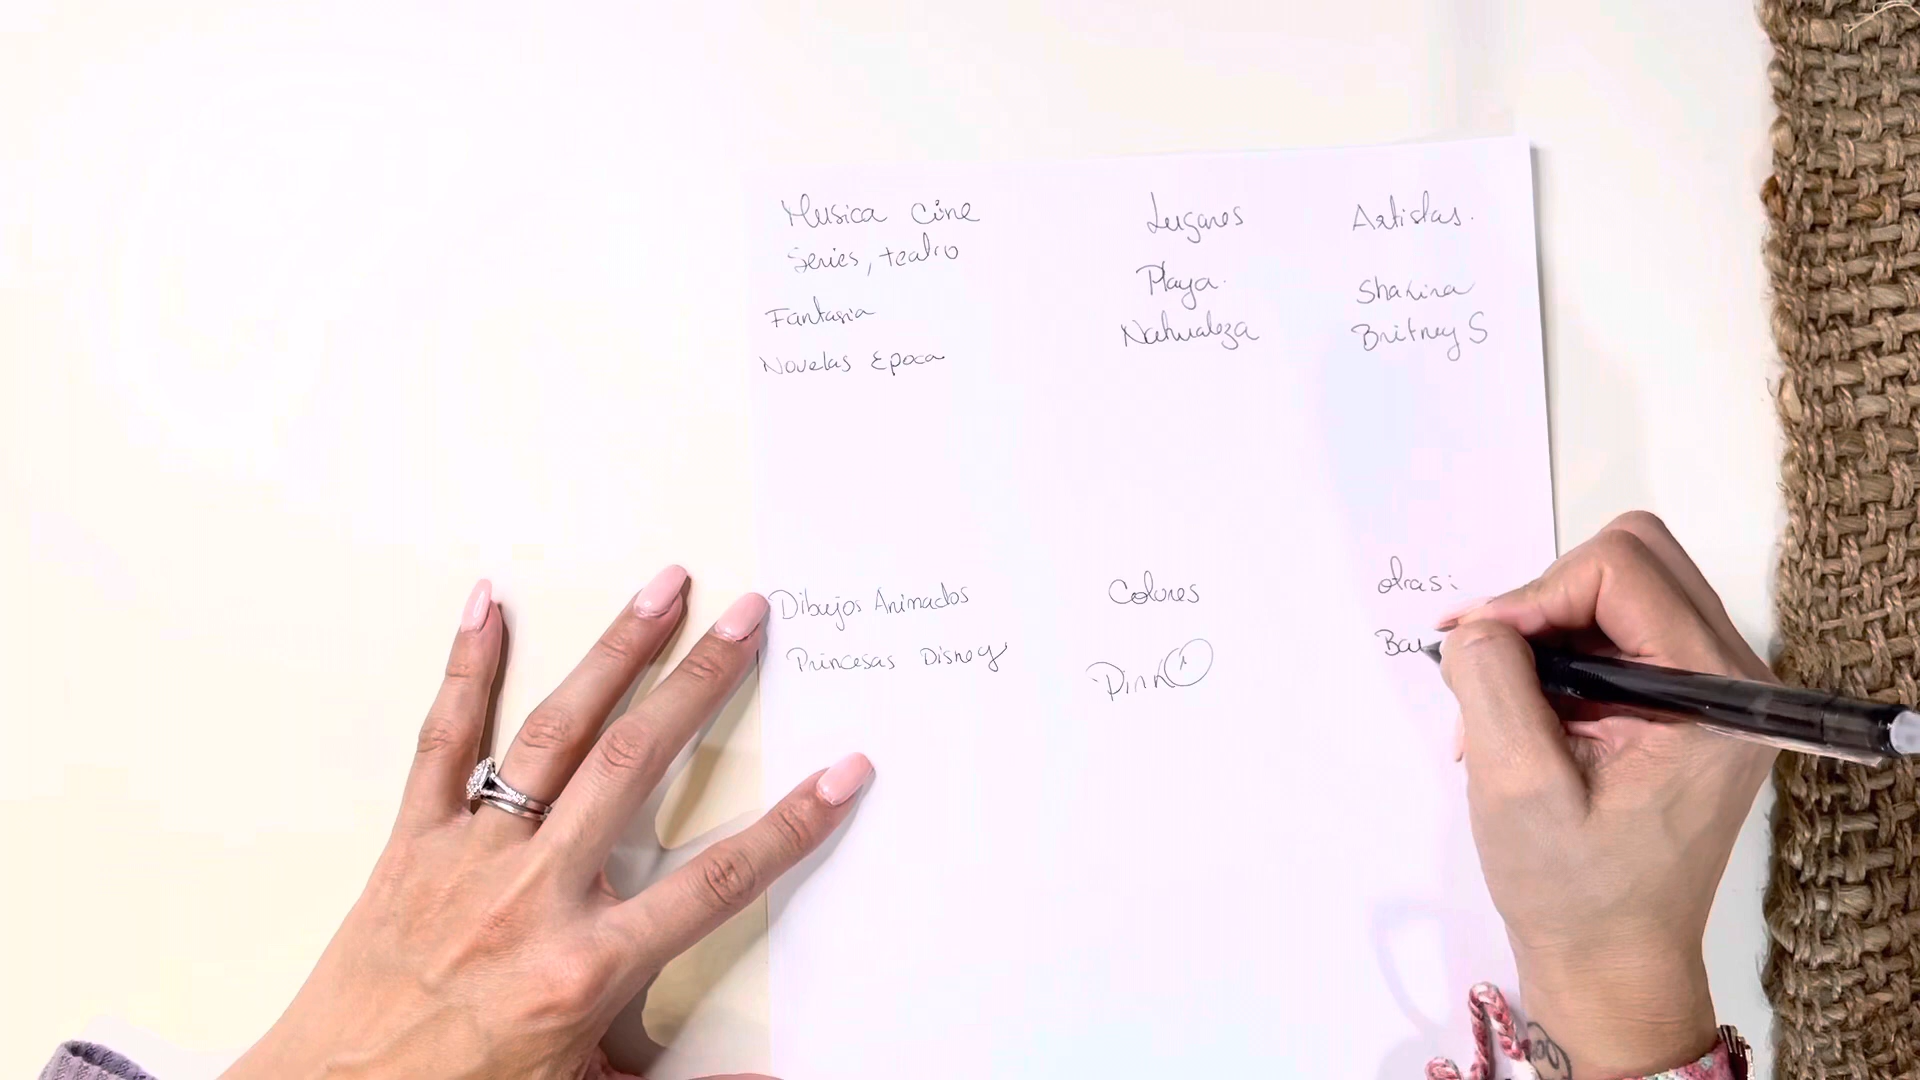 Musica Cine
Series, teatro
Fantasia
Novelas Epoca
Lugares
Playa.
Naturaleza
Artistas.
Shakira
Britney S
Dibujos Animados
Princesas Disney
Colores
Pink
otras: